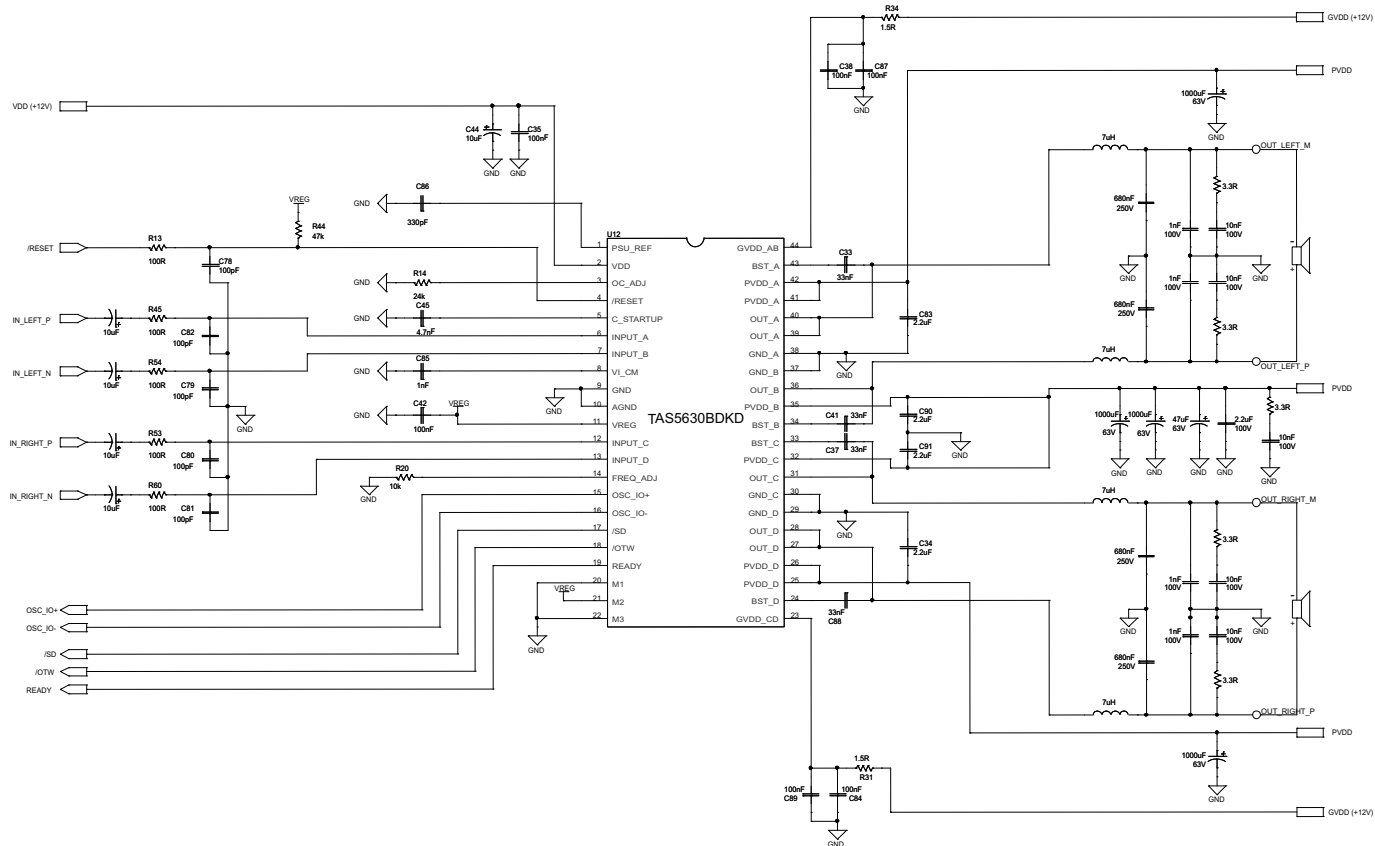 R34
1.5R
GVDD (+12V)
C38
100nF
C87
100nF
GND
PVDD
1000uF
63V
GND
VDD (+12V)
C44
10uF
C35
100nF
GND
GND
7uH
OUT_LEFT_M
C86
GND
330pF
VREG
R44
47k
3.3R
680nF
250V
1nF
100V
10nF
100V
GND
GND
1nF
100V
10nF
100V
680nF
250V
3.3R
7uH
OUT_LEFT_P
-
+
/RESET
R13
100R
C78
100pF
GND
R14
24k
GND
C45
4.7nF
IN_LEFT_P
10uF
R45
100R
C82
100pF
IN_LEFT_N
10uF
R54
100R
C79
100pF
GND
C85
1nF
GND
GND
GND
C42
100nF
VREG
IN_RIGHT_P
10uF
R53
100R
C80
100pF
IN_RIGHT_N
10uF
R60
100R
C81
100pF
R20
10k
GND
U12
TAS5630BDKD
1 PSU_REF
2 VDD
3 OC_ADJ
4 /RESET
5 C_STARTUP
6 INPUT_A
7 INPUT_B
8 VI_CM
9 GND
10 AGND
11 VREG
12 INPUT_C
13 INPUT_D
14 FREQ_ADJ
15 OSC_IO+
16 OSC_IO-
17 /SD
18 /OTW
19 READY
20 M1
21 M2
22 M3
GVDD_AB 44
BST_A 43
PVDD_A 42
PVDD_A 41
OUT_A 40
OUT_A 39
GND_A 38
GND_B 37
OUT_B 36
PVDD_B 35
BST_B 34
BST_C 33
PVDD_C 32
OUT_C 31
GND_C 30
GND_D 29
OUT_D 28
OUT_D 27
PVDD_D 26
PVDD_D 25
BST_D 24
GVDD_CD 23
C33
33nF
C83
2.2uF
GND
C41
33nF
C37
33nF
C90
2.2uF
C91
2.2uF
GND
GND
C34
2.2uF
33nF
C88
PVDD
1000uF
63V
1000uF
63V
47uF
63V
2.2uF
100V
3.3R
10nF
100V
GND
GND
GND
GND
GND
VREG
GND
OSC_IO+
OSC_IO-
/SD
/OTW
READY
7uH
OUT_RIGHT_M
3.3R
680nF
250V
1nF
100V
10nF
100V
GND
GND
1nF
100V
10nF
100V
680nF
250V
3.3R
7uH
OUT_RIGHT_P
-
+
PVDD
1000uF
63V
GND
1.5R
R31
100nF
C89
100nF
C84
GND
GVDD (+12V)